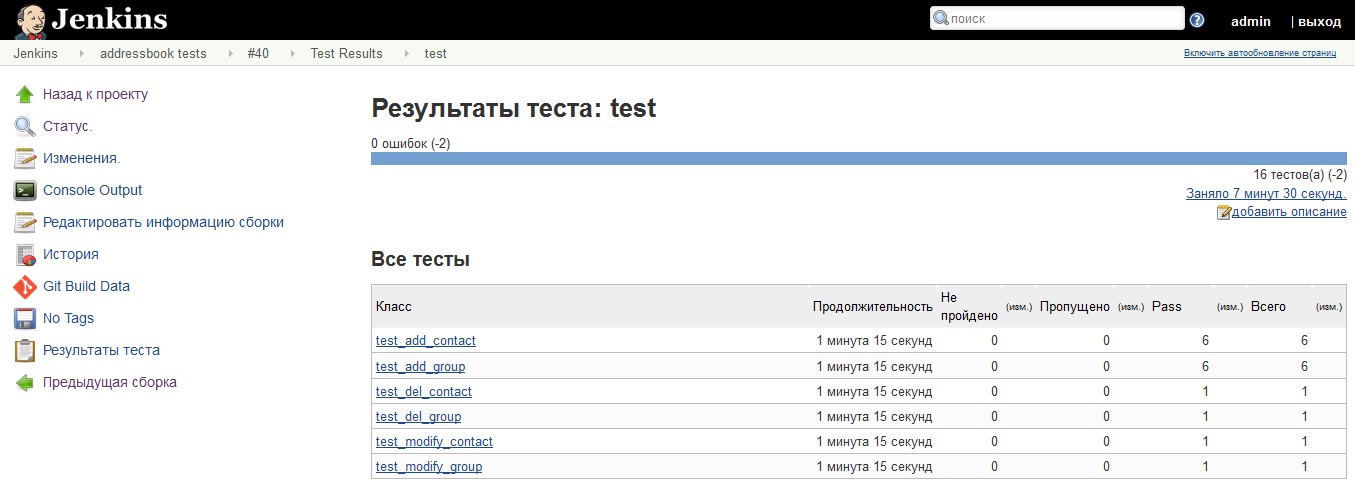 Jenkins
поиск
admin
| выход
Jenkins
addressbook tests
#40
Test Results
test
Включить автообновление страниц
Назад к проекту
Статус.
Изменения.
Console Output
Редактировать информацию сборки
История
Git Build Data
No Tags
Результаты теста
Предыдущая сборка
Результаты теста: test
0 ошибок (-2)
16 тестов(а) (-2)
Заняло 7 минут 30 секунд.
добавить описание
Все тесты
Класс Продолжительность Не пройдено (изм.) Пропущено (изм.) Pass (изм.) Всего (изм.)
test_add_contact 1 минута 15 секунд 0 0 6 6
test_add_group 1 минута 15 секунд 0 0 6 6
test_del_contact 1 минута 15 секунд 0 0 1 1
test_del_group 1 минута 15 секунд 0 0 1 1
test_modify_contact 1 минута 15 секунд 0 0 1 1
test_modify_group 1 минута 15 секунд 0 0 1 1